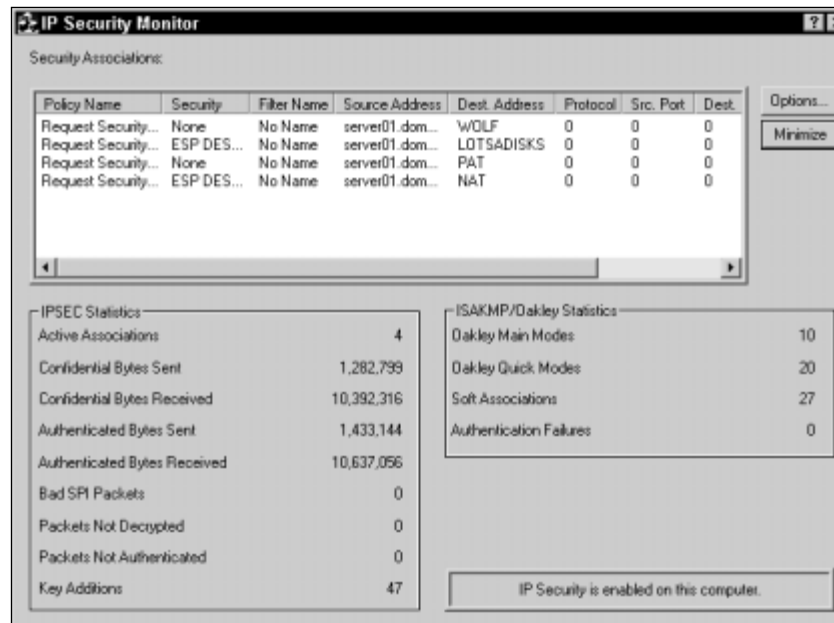 IP Security Monitor
Security Associations:
Policy Name Security Filter Name Source Address Dest. Address Protocol Src. Port Dest.
Request Security... None No Name server01.dom... WOLF 0 0 0
Request Security... ESP DES... No Name server01.dom... LOTSADISKS 0 0 0
Request Security... None No Name server01.dom... PAT 0 0 0
Request Security... ESP DES... No Name server01.dom... NAT 0 0 0
Options...
Minimize
IPSEC Statistics
Active Associations 4
Confidential Bytes Sent 1,282,799
Confidential Bytes Received 10,392,316
Authenticated Bytes Sent 1,433,144
Authenticated Bytes Received 10,637,056
Bad SPI Packets 0
Packets Not Decrypted 0
Packets Not Authenticated 0
Key Additions 47
ISAKMP/Oakley Statistics
Oakley Main Modes 10
Oakley Quick Modes 20
Soft Associations 27
Authentication Failures 0
IP Security is enabled on this computer.